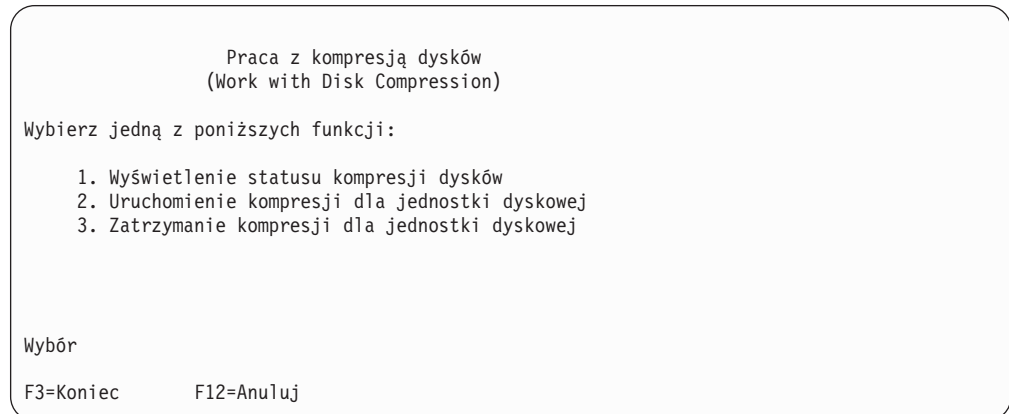 Praca z kompresją dysków
(Work with Disk Compression)
Wybierz jedną z poniższych funkcji:
1. Wyświetlenie statusu kompresji dysków
2. Uruchomienie kompresji dla jednostki dyskowej
3. Zatrzymanie kompresji dla jednostki dyskowej
Wybór
F3=Koniec F12=Anuluj